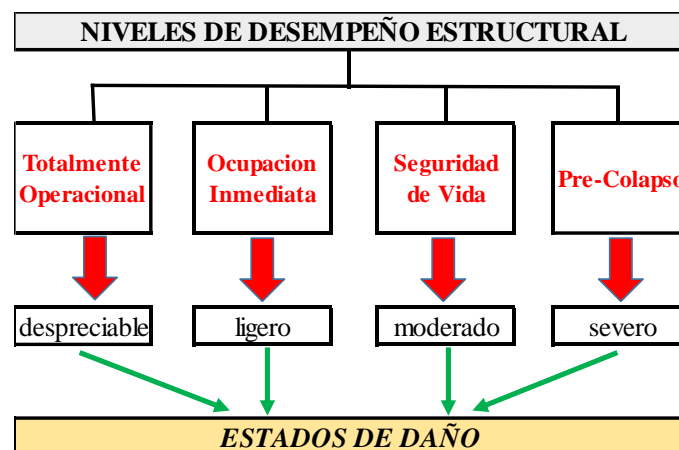 NIVELES DE DESEMPEÑO ESTRUCTURAL
Totalmente
Operacional
Ocupacion
Inmediata
Seguridad
de Vida
Pre-Colapso
despreciable
ligero
moderado
severo
ESTADOS DE DAÑO